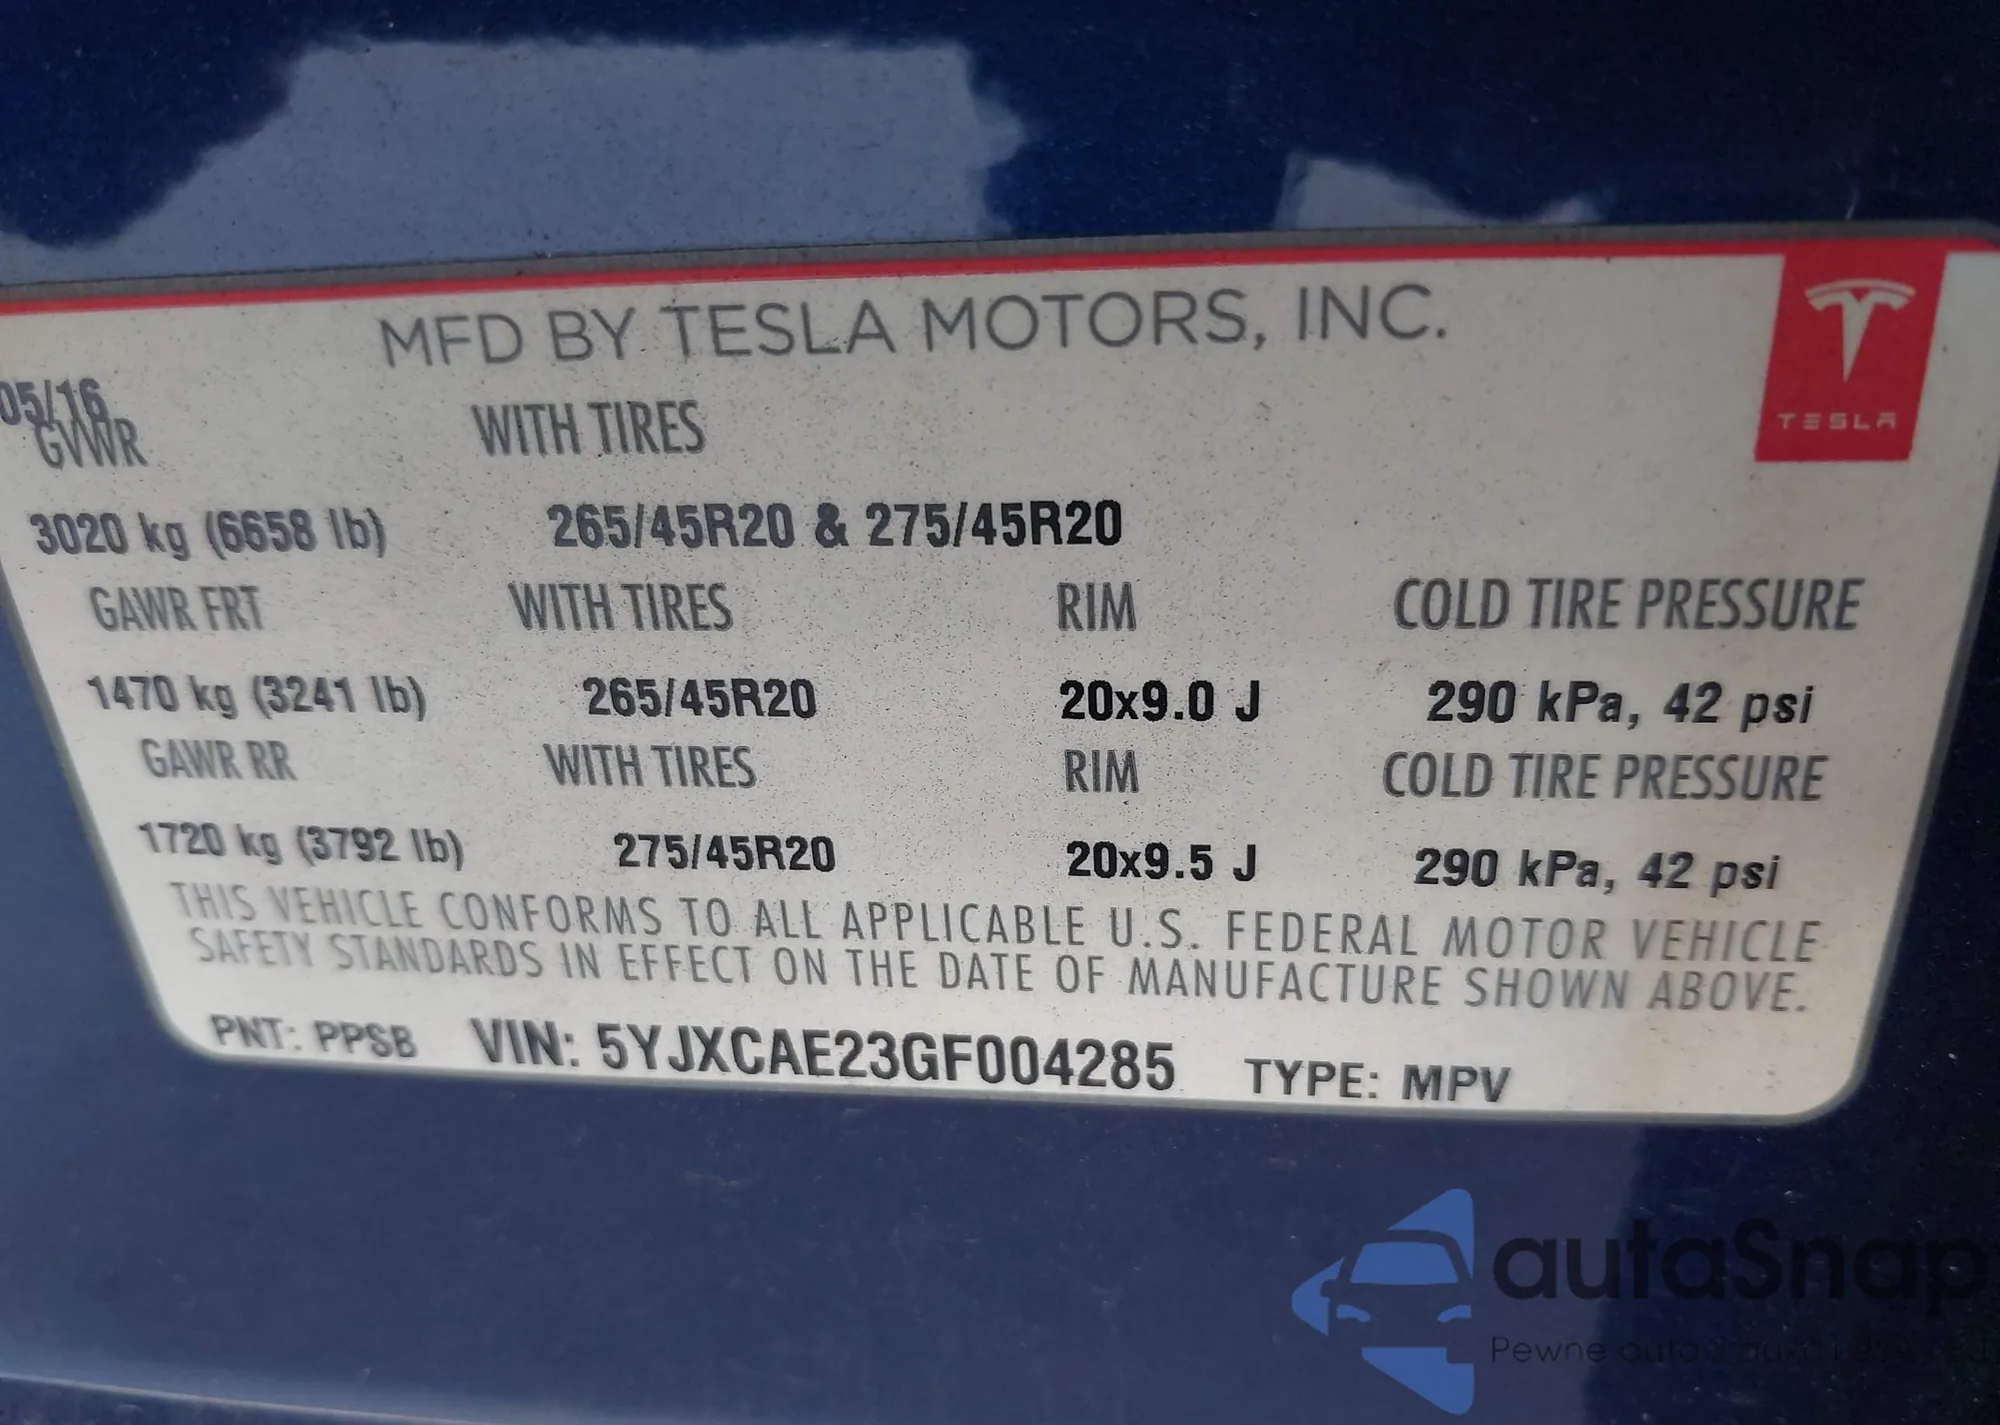 MFD BY TESLA MOTORS, INC.
TESLA
05/16
GVWR WITH TIRES
3020 kg (6658 lb) 265/45R20 & 275/45R20
GAWR FRT WITH TIRES RIM COLD TIRE PRESSURE
1470 kg (3241 lb) 265/45R20 20x9.0 J 290 kPa, 42 psi
GAWR RR WITH TIRES RIM COLD TIRE PRESSURE
1720 kg (3792 lb) 275/45R20 20x9.5 J 290 kPa, 42 psi
THIS VEHICLE CONFORMS TO ALL APPLICABLE U.S. FEDERAL MOTOR VEHICLE
SAFETY STANDARDS IN EFFECT ON THE DATE OF MANUFACTURE SHOWN ABOVE.
PNT: PPSB VIN: 5YJXCAE23GF004285 TYPE: MPV
autaSnap
Pewne auta z